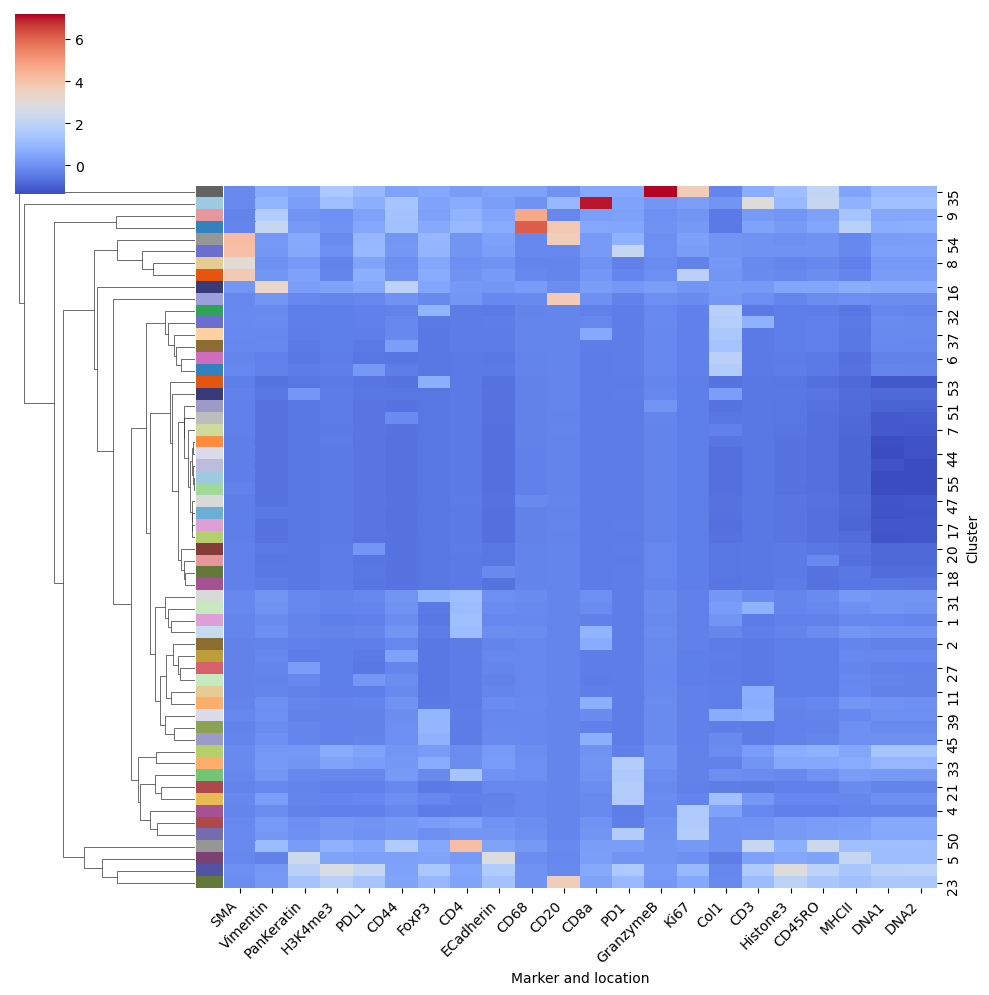 6
4
2
0
35
9
54
8
16
32
37
6
53
51
7
44
55
47
17
20
18
31
1
2
27
11
39
45
33
21
4
50
5
23
Cluster
SMA
Vimentin
PanKeratin
H3K4me3
PDL1
CD44
FoxP3
CD4
ECadherin
CD68
CD20
CD8a
PD1
GranzymeB
Ki67
Col1
CD3
Histone3
CD45RO
MHCII
DNA1
DNA2
Marker and location